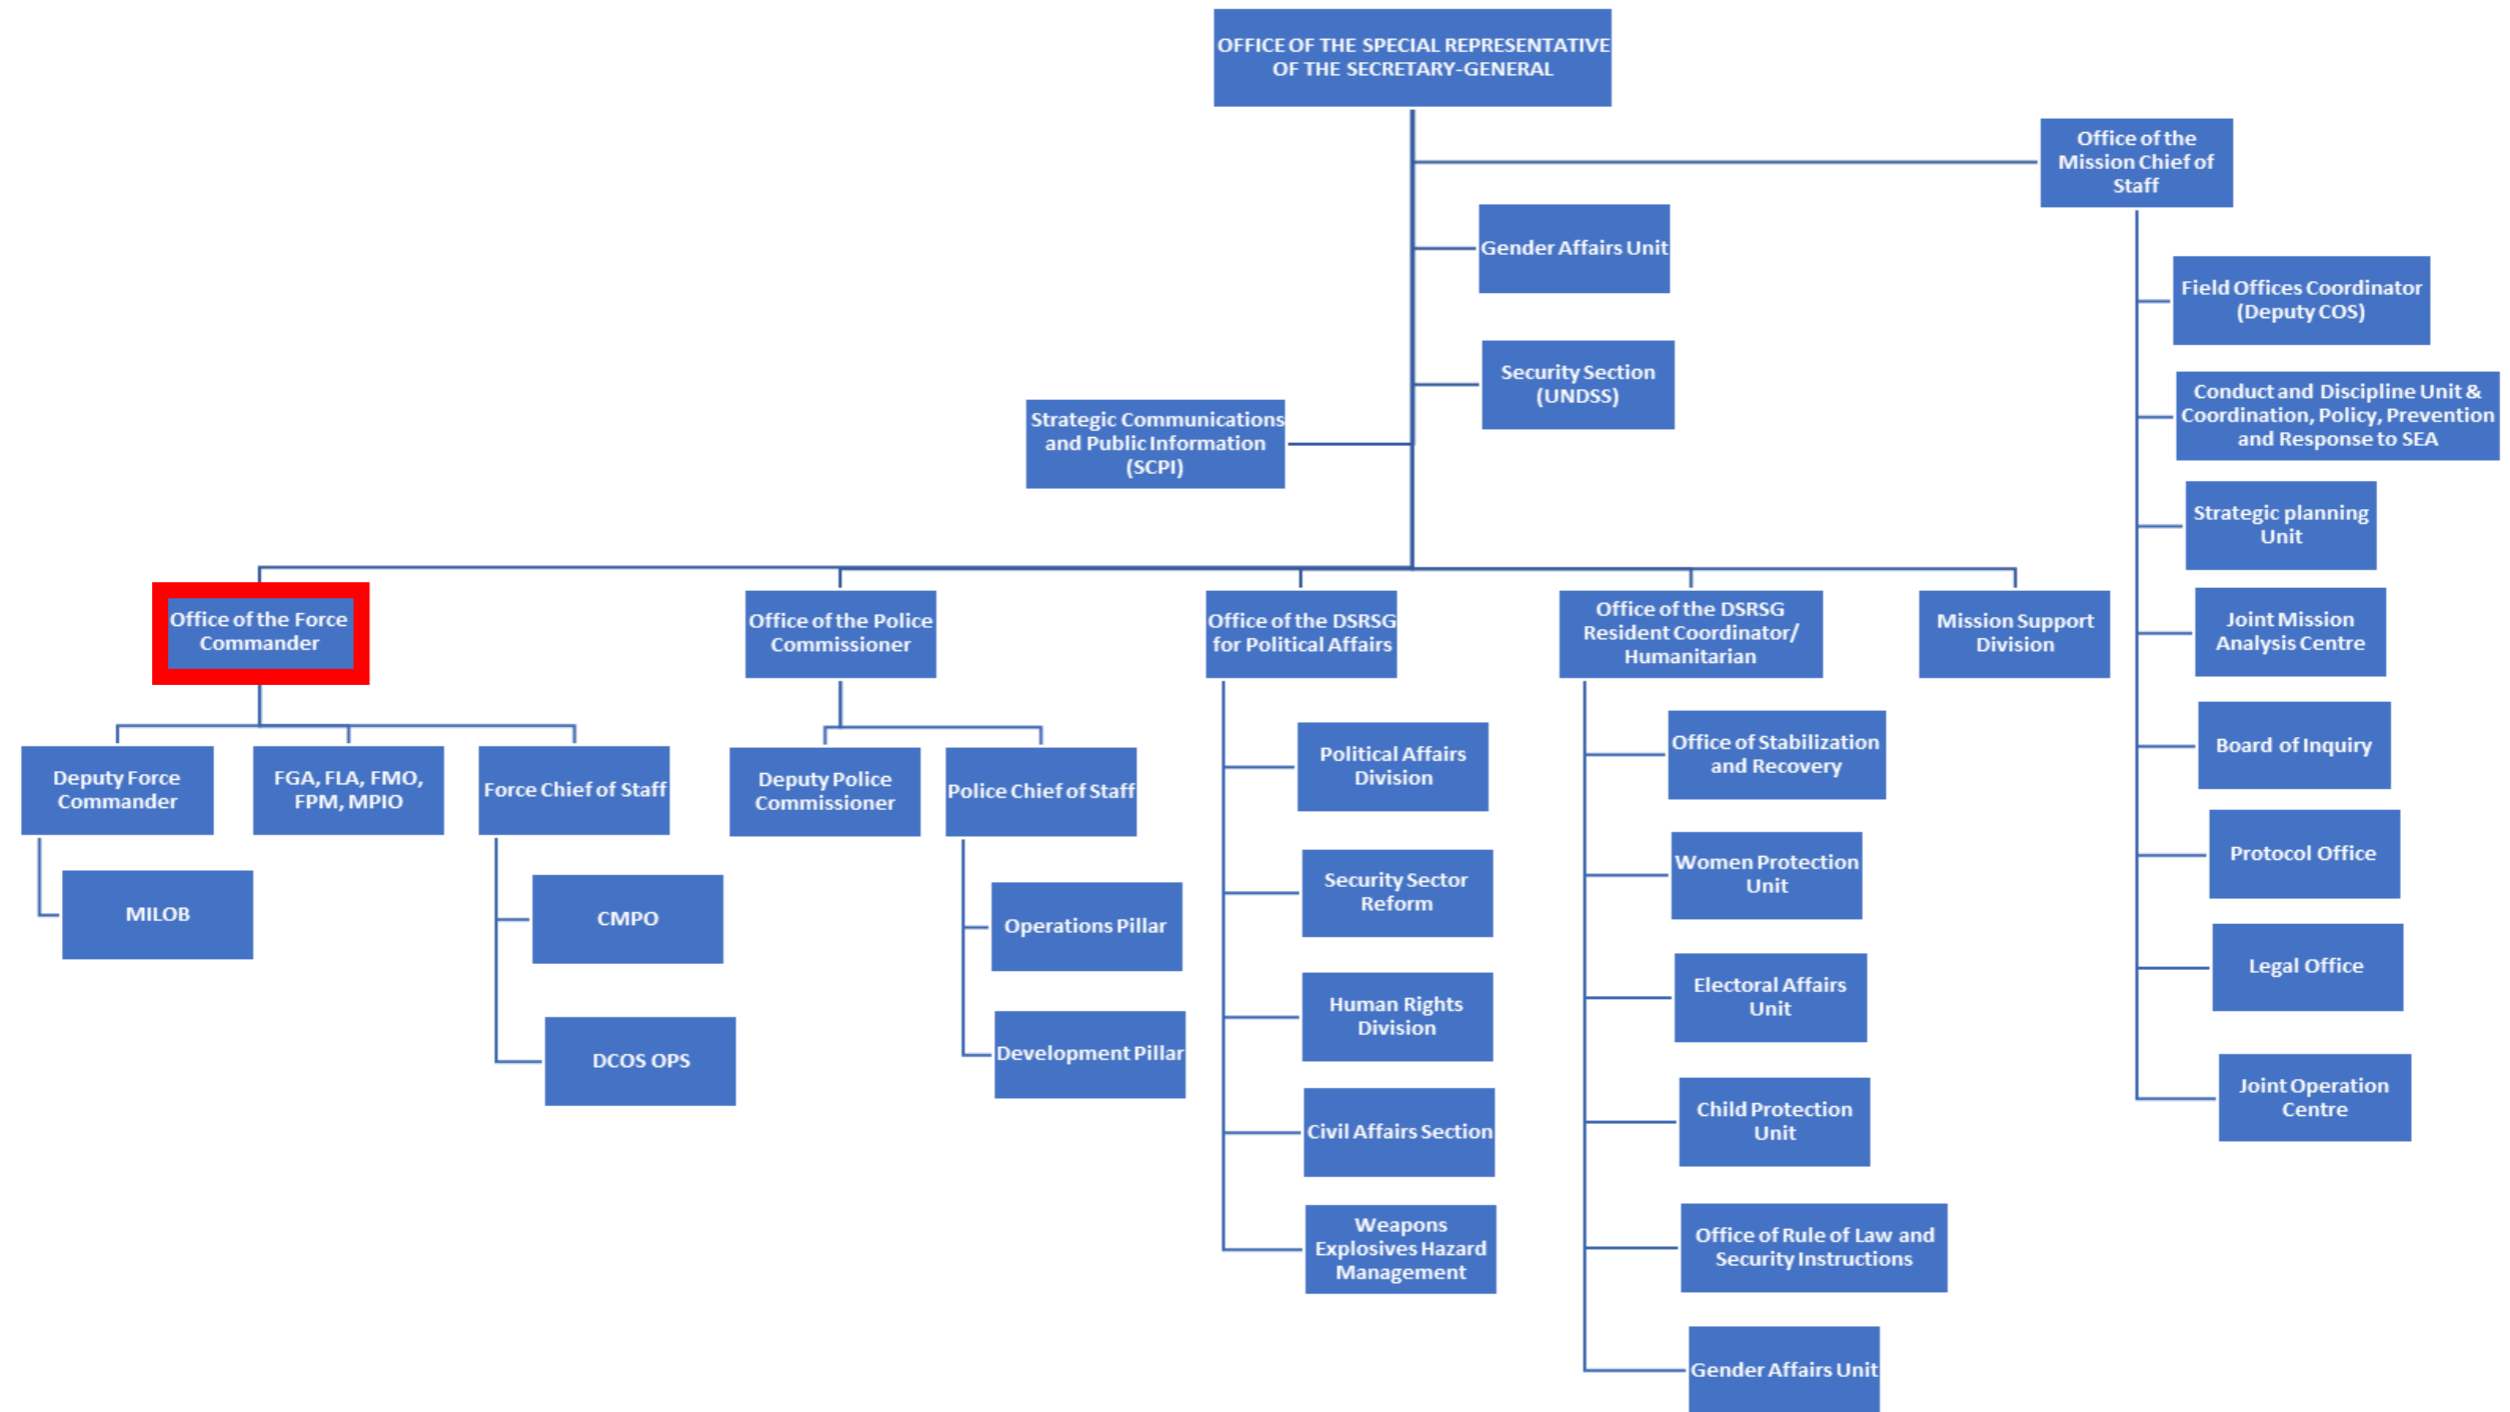 OFFICE OF THE SPECIAL REPRESENTATIVE
OF THE SECRETARY-GENERAL
Office of the
Mission Chief of
Staff
Gender Affairs Unit
Security Section
(UNDSS)
Strategic Communications
and Public Information
(SCPI)
Field Offices Coordinator
(Deputy COS)
Conduct and Discipline Unit &
Coordination, Policy, Prevention
and Response to SEA
Strategic planning
Unit
Joint Mission
Analysis Centre
Board of Inquiry
Protocol Office
Legal Office
Joint Operation
Centre
Office of the Force
Commander
Deputy Force
Commander
MILOB
FGA, FLA, FMO,
FPM, MPIO
Force Chief of Staff
CMPO
DCOS OPS
Office of the Police
Commissioner
Deputy Police
Commissioner
Police Chief of Staff
Operations Pillar
Development Pillar
Office of the DSRSG
for Political Affairs
Political Affairs
Division
Security Sector
Reform
Human Rights
Division
Civil Affairs Section
Weapons
Explosives Hazard
Management
Office of the DSRSG
Resident Coordinator/
Humanitarian
Office of Stabilization
and Recovery
Women Protection
Unit
Electoral Affairs
Unit
Child Protection
Unit
Office of Rule of Law and
Security Instructions
Gender Affairs Unit
Mission Support
Division